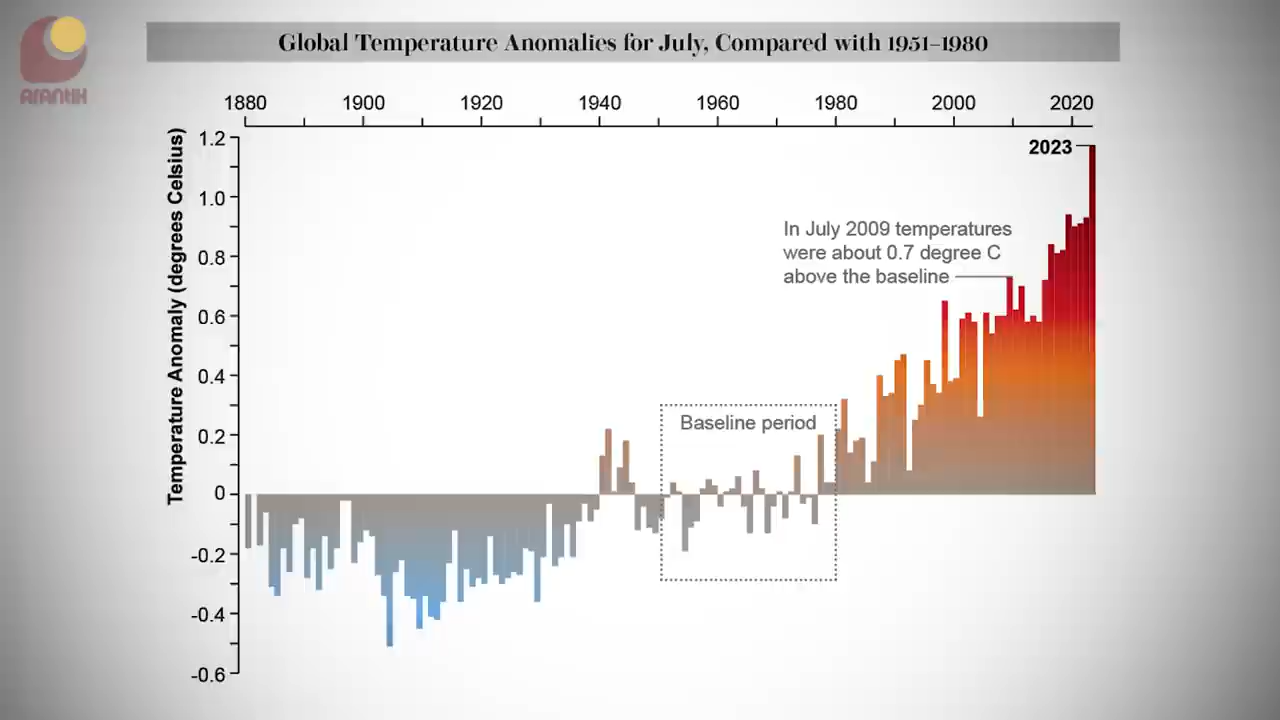 Global Temperature Anomalies for July, Compared with 1951–1980
arantix
1880 1900 1920 1940 1960 1980 2000 2020
Temperature Anomaly (degrees Celsius)
1.2
1.0
0.8
0.6
0.4
0.2
0
-0.2
-0.4
-0.6
2023
In July 2009 temperatures
were about 0.7 degree C
above the baseline
Baseline period